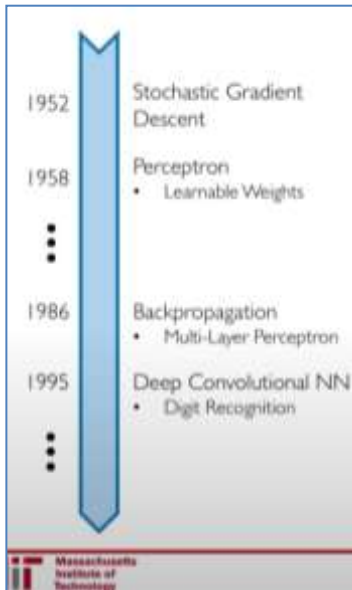 1952
Stochastic Gradient
Descent
1958
Perceptron
• Learnable Weights
1986
Backpropagation
• Multi-Layer Perceptron
1995
Deep Convolutional NN
• Digit Recognition
Massachusetts
Institute of
Technology